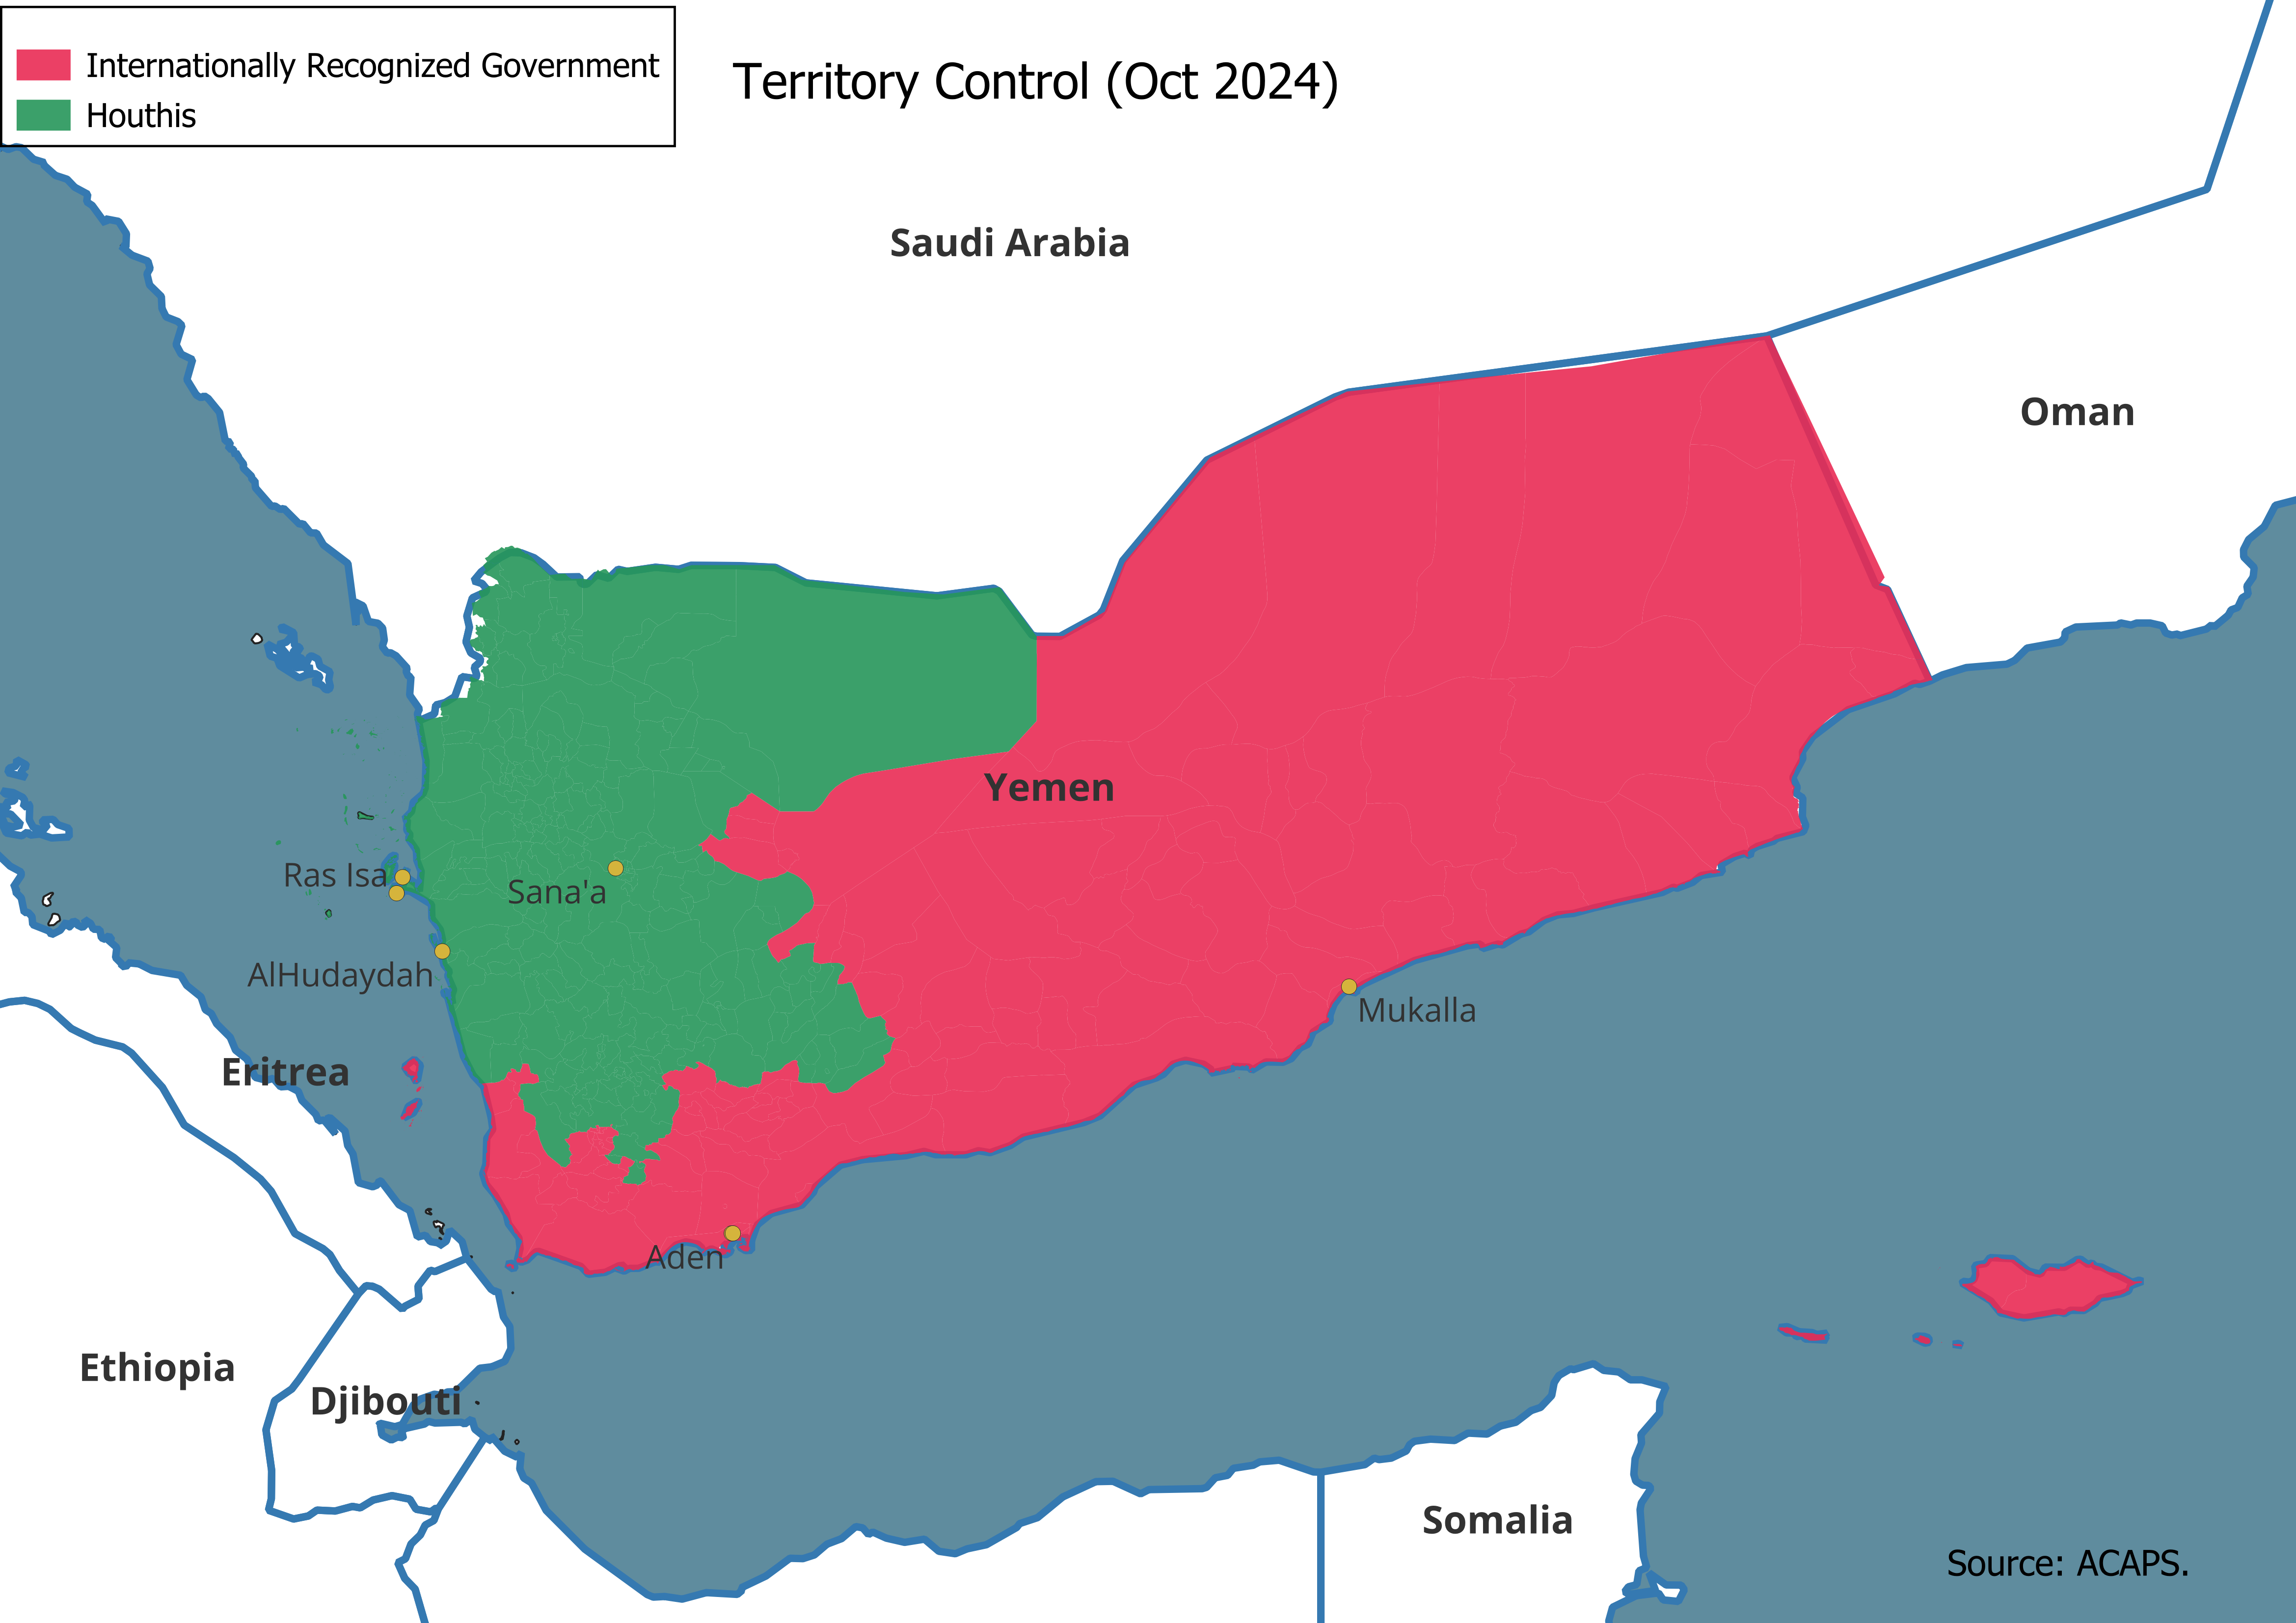 Internationally Recognized Government
Houthis
Territory Control (Oct 2024)
Saudi Arabia
Oman
Yemen
Ras Isa
Sana'a
AlHudaydah
Mukalla
Eritrea
Aden
Ethiopia
Djibouti
Somalia
Source: ACAPS.